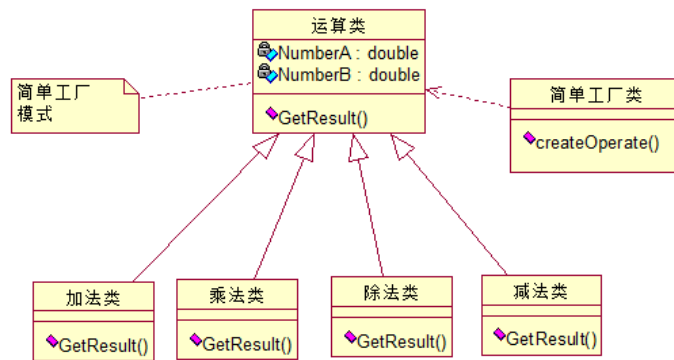 运算类
NumberA : double
NumberB : double
GetResult()
简单工厂
模式
简单工厂类
createOperate()
加法类
GetResult()
乘法类
GetResult()
除法类
GetResult()
减法类
GetResult()